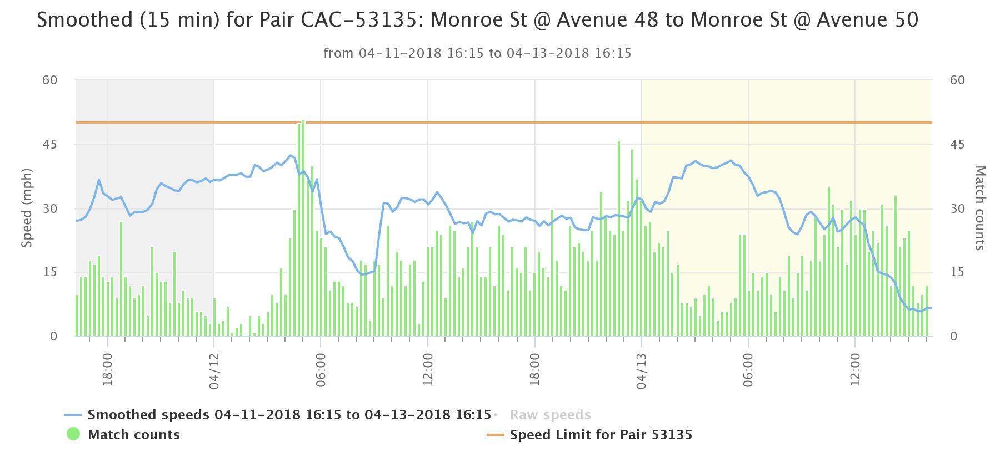 Smoothed (15 min) for Pair CAC-53135: Monroe St @ Avenue 48 to Monroe St @ Avenue 50
from 04-11-2018 16:15 to 04-13-2018 16:15
60
45
30
15
0
Speed (mph)
60
45
30
15
0
Match counts
18:00
04/12
06:00
12:00
18:00
04/13
06:00
12:00
Smoothed speeds 04-11-2018 16:15 to 04-13-2018 16:15
Raw speeds
Match counts
Speed Limit for Pair 53135